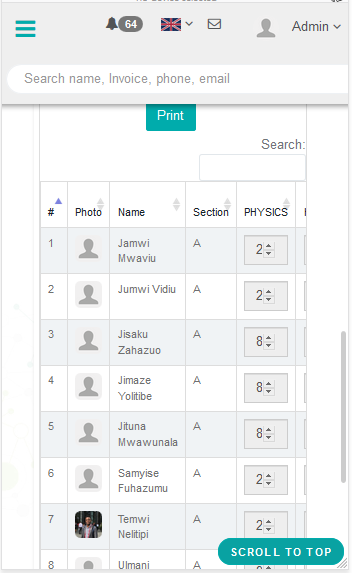 64
Admin
Search name, Invoice, phone, email
Print
Search:
# Photo Name Section PHYSICS
1 Jamwi Mwaviu A 2
2 Jumwi Vidiu A 2
3 Jisaku Zahazuo A 8
4 Jimaze Yolitibe A 8
5 Jituna Mwawunala A 8
6 Samyise Fuhazumu A 2
7 Temwi Nelitipi A 2
8 Ulmani A
SCROLL TO TOP